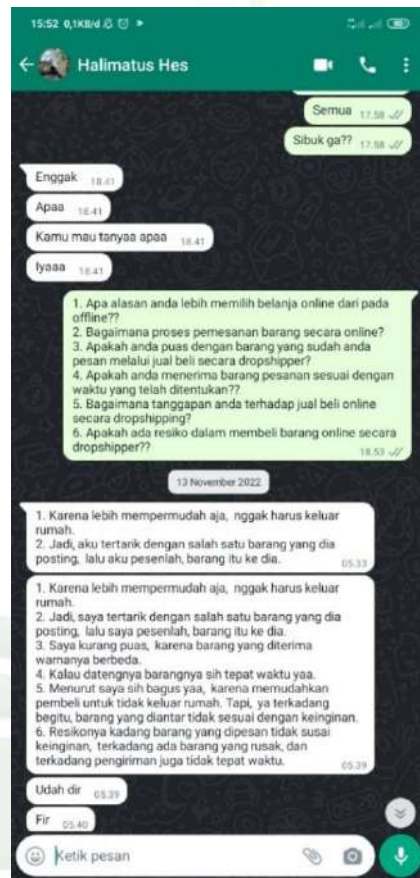 15:52 0,1KB/d
Halimatus Hes
Semua 17.58
Sibuk ga?? 17.58
Enggak 18.41
Apaa 18.41
Kamu mau tanyaa apaa 18.41
Iyaaa 18.41
1. Apa alasan anda lebih memilih belanja online dari pada
offline??
2. Bagaimana proses pemesanan barang secara online?
3. Apakah anda puas dengan barang yang sudah anda
pesan melalui jual beli secara dropshipper?
4. Apakah anda menerima barang pesanan sesuai dengan
waktu yang telah ditentukan??
5. Bagaimana tanggapan anda terhadap jual beli online
secara dropshipping?
6. Apakah ada resiko dalam membeli barang online secara
dropshipper?? 18.53
13 November 2022
1. Karena lebih mempermudah aja, nggak harus keluar
rumah.
2. Jadi, aku tertarik dengan salah satu barang yang dia
posting, lalu aku pesenlah, barang itu ke dia. 05.33
1. Karena lebih mempermudah aja, nggak harus keluar
rumah.
2. Jadi, saya tertarik dengan salah satu barang yang dia
posting, lalu saya pesenlah, barang itu ke dia.
3. Saya kurang puas, karena barang yang diterima
warnanya berbeda.
4. Kalau datengnya barangnya sih tepat waktu yaa.
5. Menurut saya sih bagus yaa, karena memudahkan
pembeli untuk tidak keluar rumah. Tapi, ya terkadang
begitu, barang yang diantar tidak sesuai dengan keinginan.
6. Resikonya kadang barang yang dipesan tidak susai
keinginan, terkadang ada barang yang rusak, dan
terkadang pengiriman juga tidak tepat waktu. 05.39
Udah dir 05.39
Fir 05.40
Ketik pesan